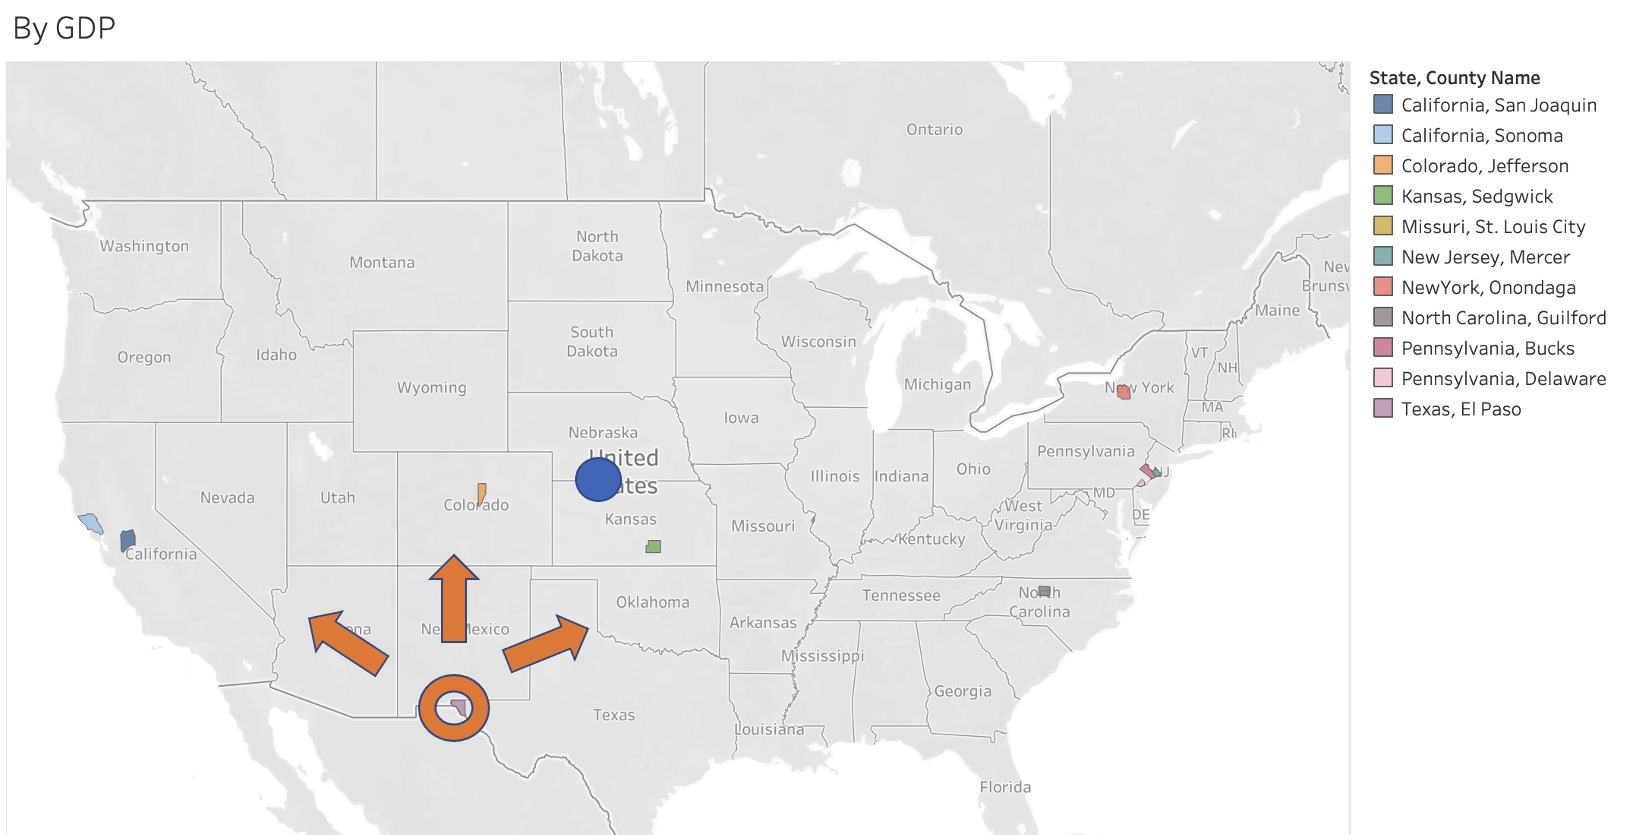 By GDP
State, County Name
California, San Joaquin
California, Sonoma
Colorado, Jefferson
Kansas, Sedgwick
Missuri, St. Louis City
New Jersey, Mercer
NewYork, Onondaga
North Carolina, Guilford
Pennsylvania, Bucks
Pennsylvania, Delaware
Texas, El Paso
Ontario
Washington
Montana
North
Dakota
Minnesota
New
Brunsw
Maine
Oregon
Idaho
South
Dakota
Wisconsin
VT
NH
Wyoming
Michigan
New York
MA
RI
Iowa
Nebraska
United
ates
Pennsylvania
Nevada
Utah
Colorado
Illinois
Indiana
Ohio
NJ
MD
DE
Kansas
Missouri
West
Virginia
Kentucky
California
Oklahoma
Tennessee
North
Carolina
ona
New Mexico
Arkansas
Mississippi
Georgia
Texas
Louisiana
Florida